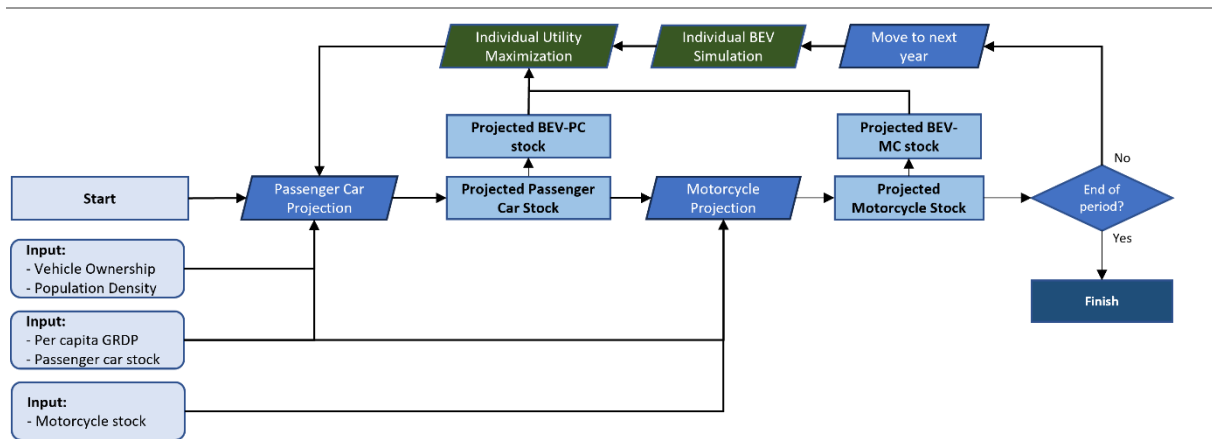 Individual Utility
Maximization
Individual BEV
Simulation
Move to next
year
Projected BEV-PC
stock
Projected BEV-
MC stock
No
Start
Passenger Car
Projection
Projected Passenger
Car Stock
Motorcycle
Projection
Projected
Motorcycle Stock
End of
period?
Yes
Input:
- Vehicle Ownership
- Population Density
Finish
Input:
- Per capita GRDP
- Passenger car stock
Input:
- Motorcycle stock